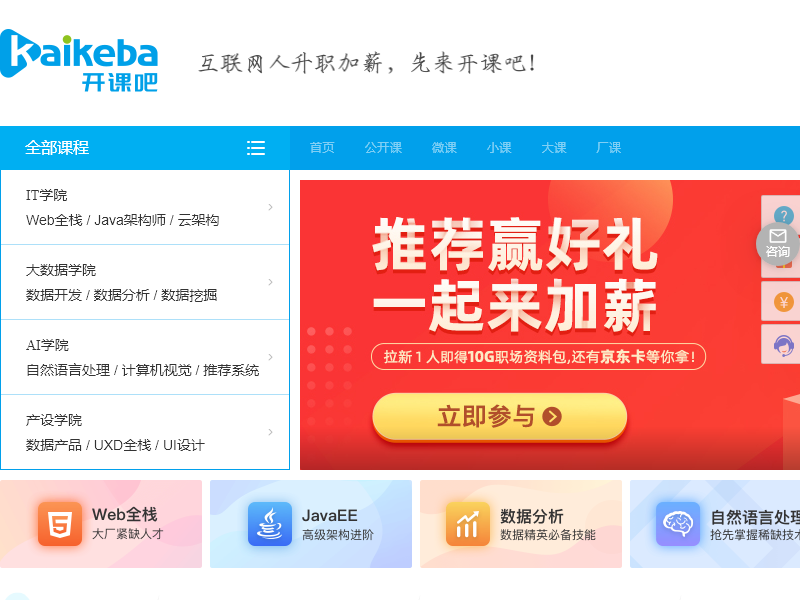 kaikeba
开课吧
互联网人升职加薪，先来开课吧！
全部课程
首页 公开课 微课 小课 大课 厂课
IT学院
Web全栈 / Java架构师 / 云架构
大数据学院
数据开发 / 数据分析 / 数据挖掘
AI学院
自然语言处理 / 计算机视觉 / 推荐系统
产设学院
数据产品 / UXD全栈 / UI设计
推荐赢好礼
一起来加薪
拉新 1 人即得10G职场资料包,还有京东卡等你拿!
立即参与
咨询
Web全栈
大厂紧缺人才
JavaEE
高级架构进阶
数据分析
数据精英必备技能
自然语言处
抢先掌握稀缺技